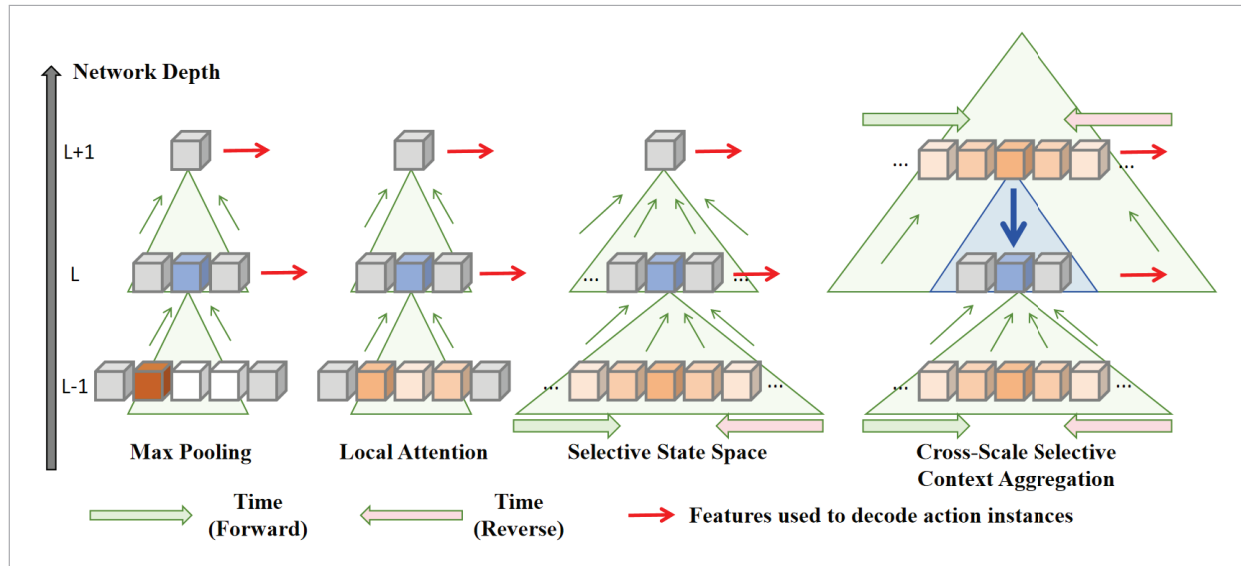 Network Depth
L+1
... ...
L
... ...
L-1
... ...
... ...
Max Pooling
Local Attention
Selective State Space
Cross-Scale Selective
Context Aggregation
Time
(Forward)
Time
(Reverse)
Features used to decode action instances